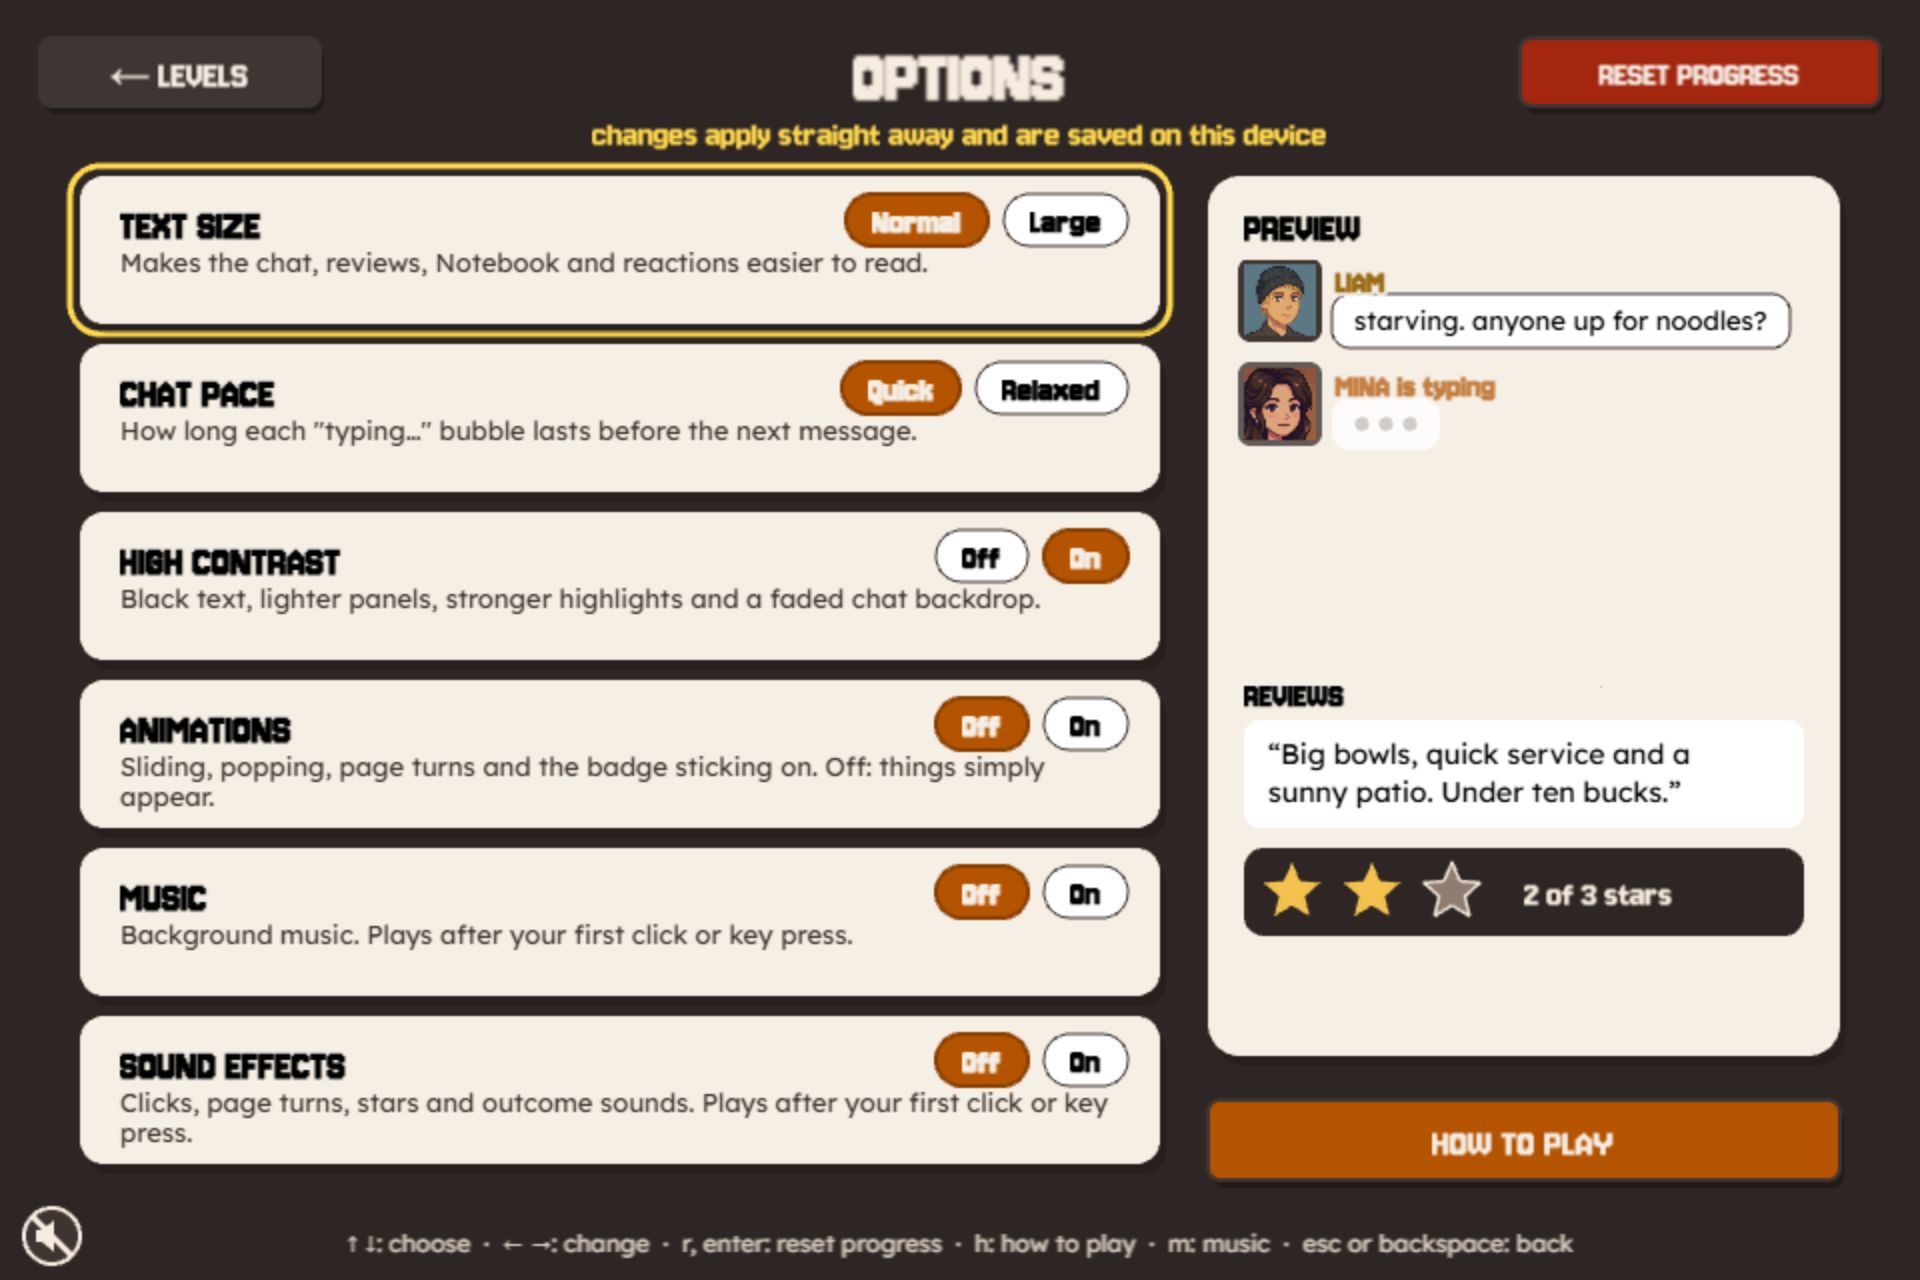 ← LEVELS
OPTIONS
RESET PROGRESS
changes apply straight away and are saved on this device
TEXT SIZE
Normal
Large
Makes the chat, reviews, Notebook and reactions easier to read.
CHAT PACE
Quick
Relaxed
How long each "typing…" bubble lasts before the next message.
HIGH CONTRAST
Off
On
Black text, lighter panels, stronger highlights and a faded chat backdrop.
ANIMATIONS
Off
On
Sliding, popping, page turns and the badge sticking on. Off: things simply
appear.
MUSIC
Off
On
Background music. Plays after your first click or key press.
SOUND EFFECTS
Off
On
Clicks, page turns, stars and outcome sounds. Plays after your first click or key
press.
PREVIEW
LIAM
starving. anyone up for noodles?
MINA is typing
REVIEWS
“Big bowls, quick service and a
sunny patio. Under ten bucks.”
2 of 3 stars
HOW TO PLAY
↑ ↓: choose · ← →: change · r, enter: reset progress · h: how to play · m: music · esc or backspace: back